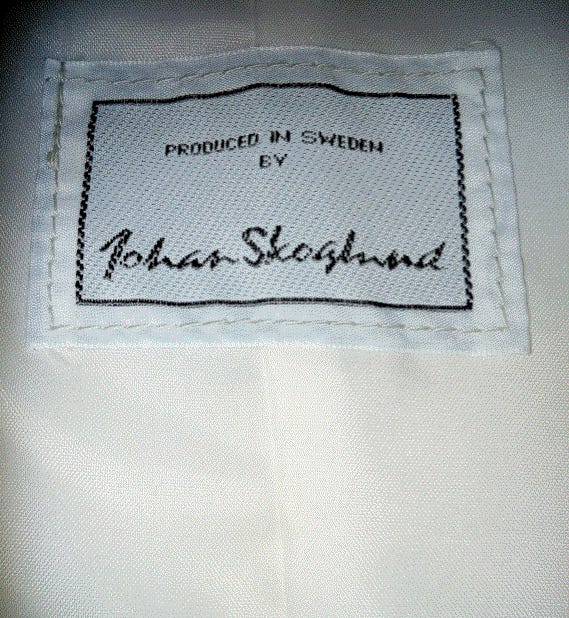 PRODUCED IN SWEDEN
BY
Johan Skoglund